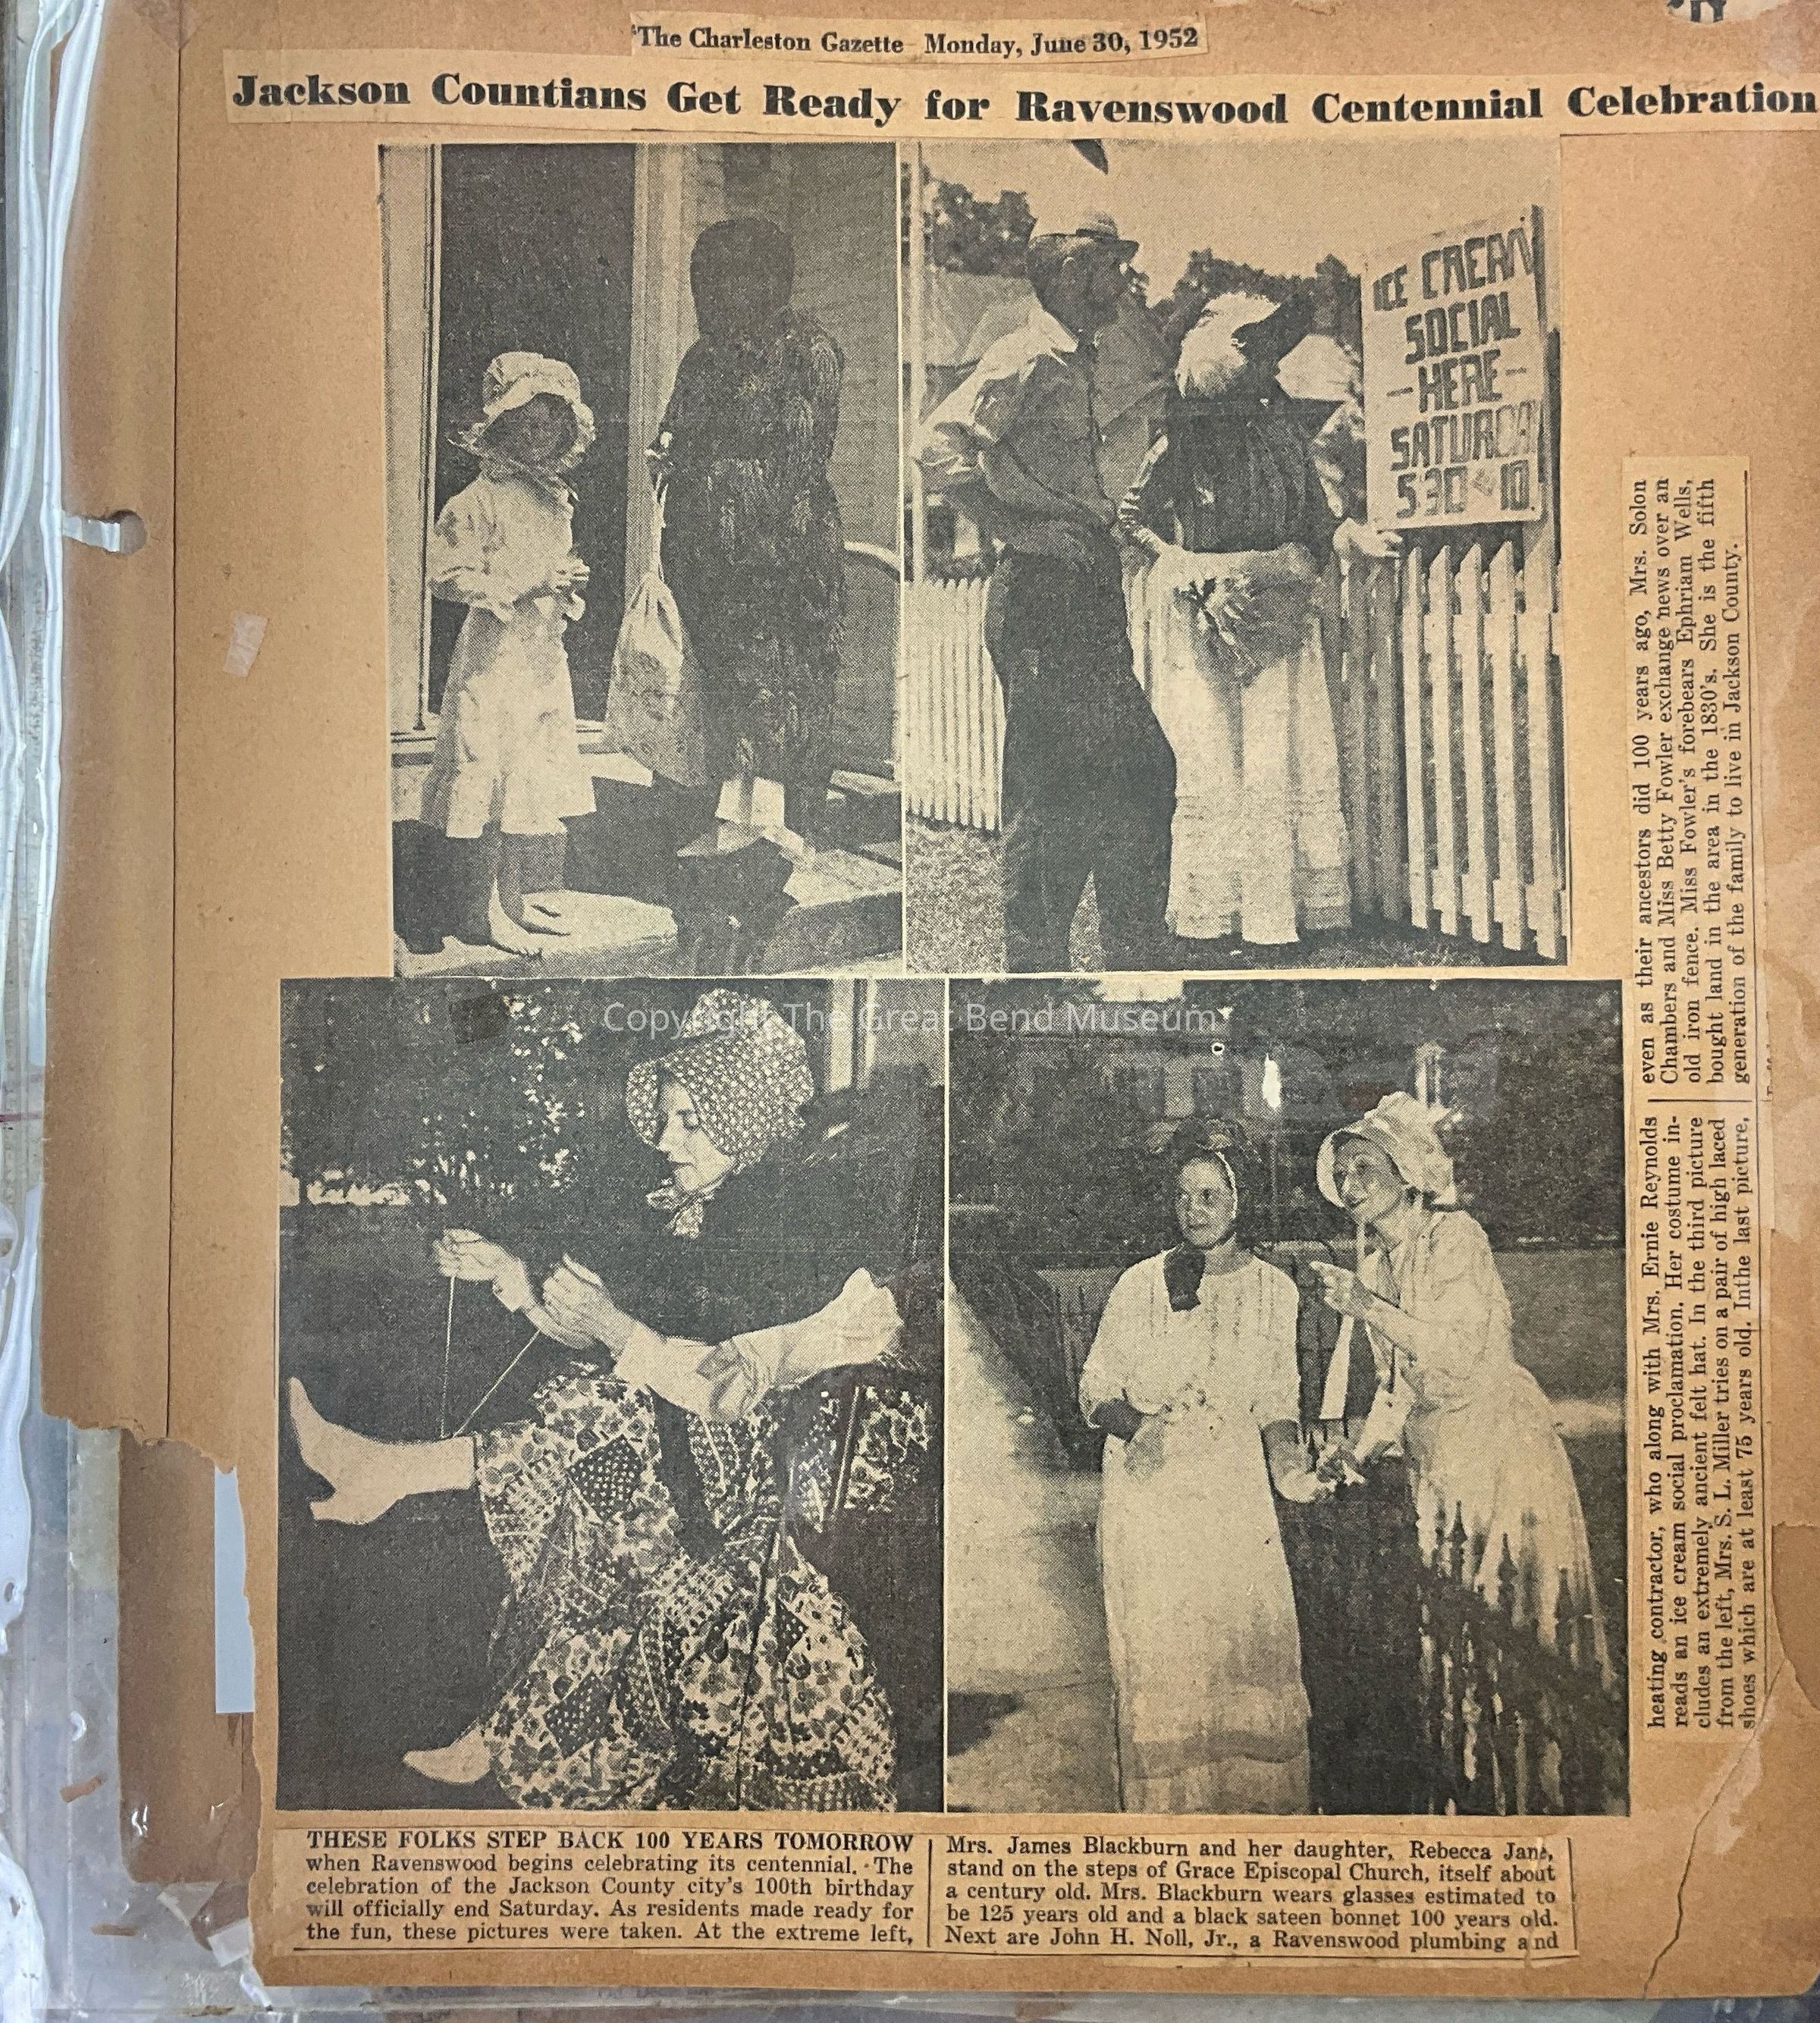 The Charleston Gazette Monday, June 30, 1952
Jackson Countians Get Ready for Ravenswood Centennial Celebration
ICE CREAM
SOCIAL
-HERE-
SATURDAY
5:30 10
Copyright The Great Bend Museum
THESE FOLKS STEP BACK 100 YEARS TOMORROW
when Ravenswood begins celebrating its centennial. The
celebration of the Jackson County city's 100th birthday
will officially end Saturday. As residents made ready for
the fun, these pictures were taken. At the extreme left,
Mrs. James Blackburn and her daughter, Rebecca Jane,
stand on the steps of Grace Episcopal Church, itself about
a century old. Mrs. Blackburn wears glasses estimated to
be 125 years old and a black sateen bonnet 100 years old.
Next are John H. Noll, Jr., a Ravenswood plumbing and
heating contractor, who along with Mrs. Ernie Reynolds
reads an ice cream social proclamation. Her costume in-
cludes an extremely ancient felt hat. In the third picture
from the left, Mrs. S. L. Miller tries on a pair of high laced
shoes which are at least 75 years old. Inthe last picture,
even as their ancestors did 100 years ago, Mrs. Solon
Chambers and Miss Betty Fowler exchange news over an
old iron fence. Miss Fowler's forebears Ephriam Wells,
bought land in the area in the 1830's. She is the fifth
generation of the family to live in Jackson County.